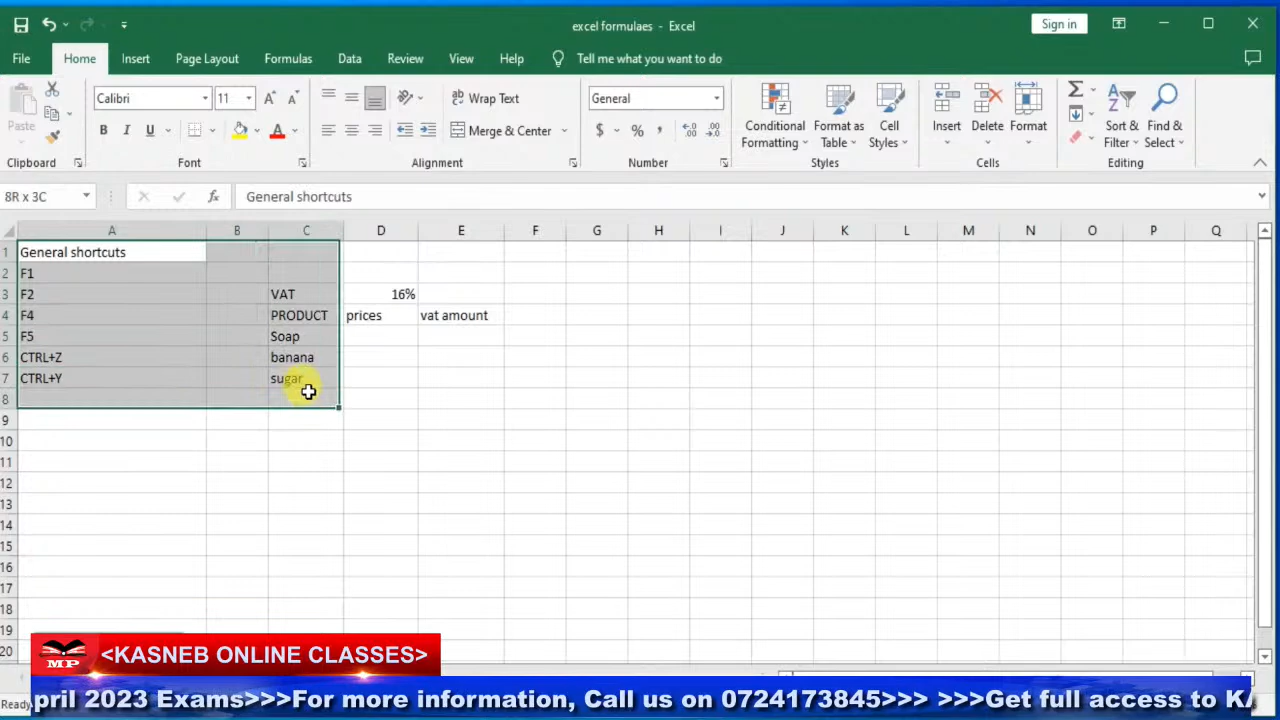 excel formulaes - Excel
Sign in
File Home Insert Page Layout Formulas Data Review View Help Tell me what you want to do
Paste
Calibri 11 A A
B I U A
ab Wrap Text
Merge & Center
General
$ % ,
Conditional Formatting
Format as Table
Cell Styles
Insert Delete Format
Sort & Filter
Find & Select
Clipboard Font Alignment Number Styles Cells Editing
8R x 3C fx General shortcuts
A B C D E F G H I J K L M N O P Q
1 General shortcuts
2 F1
3 F2 VAT 16%
4 F4 PRODUCT prices vat amount
5 F5 Soap
6 CTRL+Z banana
7 CTRL+Y sugar
8
9
10
11
12
13
14
15
16
17
18
19
20
MP <KASNEB ONLINE CLASSES>
pril 2023 Exams>>>For more information, Call us on 0724173845>>> >>>Get full access to KA
Ready